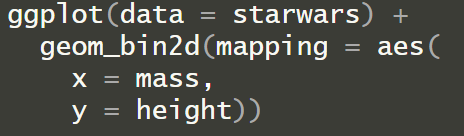 ggplot(data = starwars) +
  geom_bin2d(mapping = aes(
    x = mass,
    y = height))